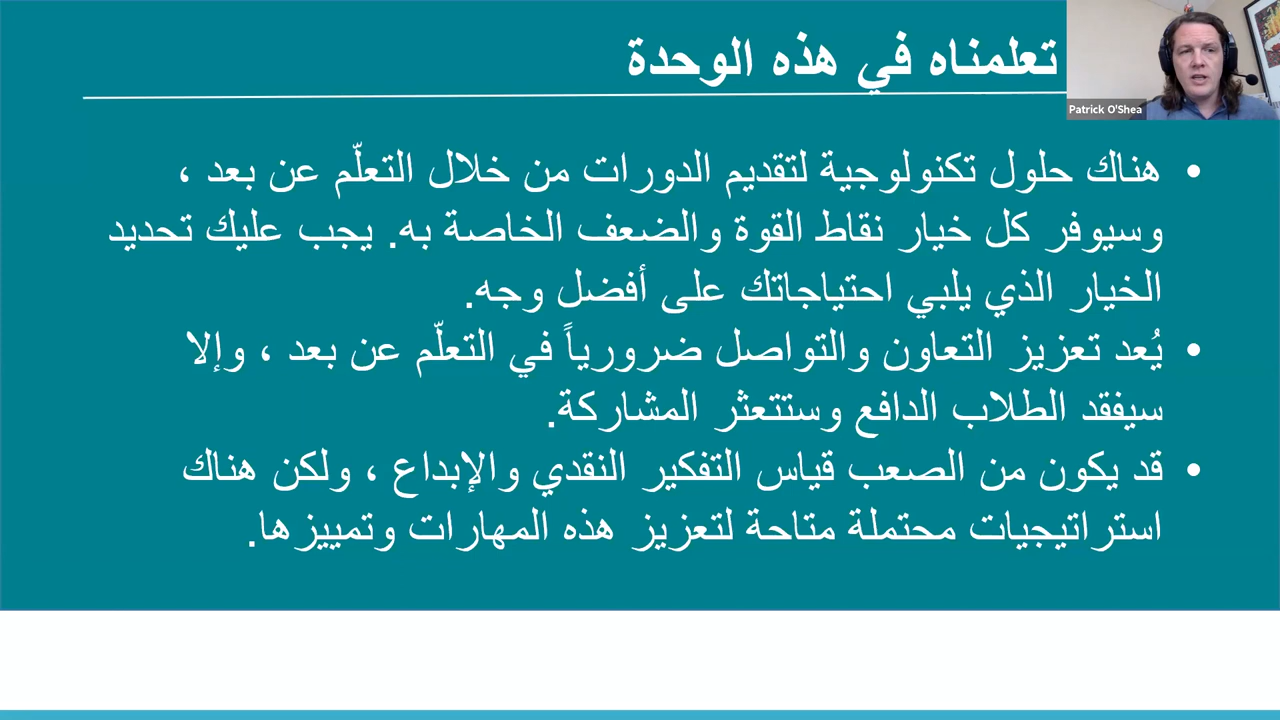 تعلمناه في هذه الوحدة
Patrick O'Shea
• هناك حلول تكنولوجية لتقديم الدورات من خلال التعلّم عن بعد ،
وسيوفر كل خيار نقاط القوة والضعف الخاصة به. يجب عليك تحديد
الخيار الذي يلبي احتياجاتك على أفضل وجه.
• يُعد تعزيز التعاون والتواصل ضرورياً في التعلّم عن بعد ، وإلا
سيفقد الطلاب الدافع وستتعثر المشاركة.
• قد يكون من الصعب قياس التفكير النقدي والإبداع ، ولكن هناك
استراتيجيات محتملة متاحة لتعزيز هذه المهارات وتمييزها.